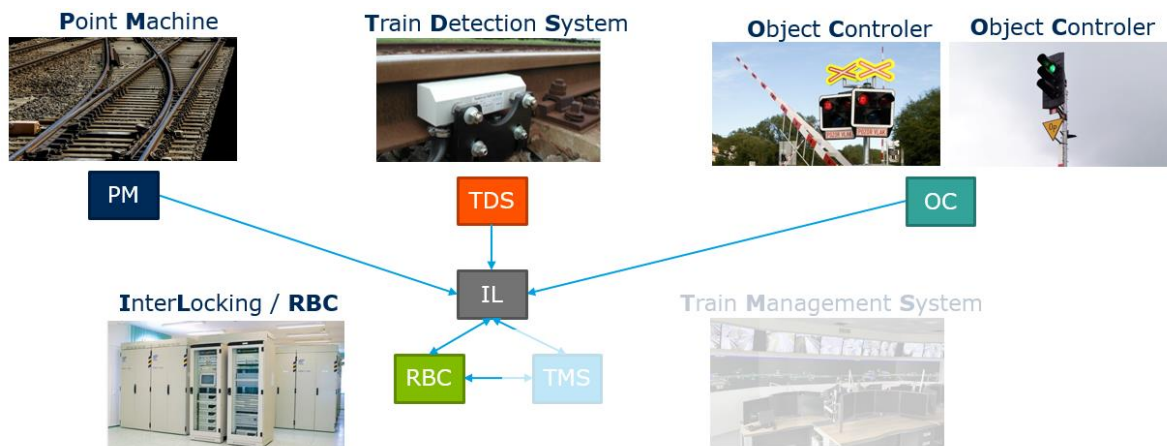 Point Machine
Train Detection System
Object Controler
Object Controler
PM
TDS
OC
IL
InterLocking / RBC
Train Management System
RBC
TMS